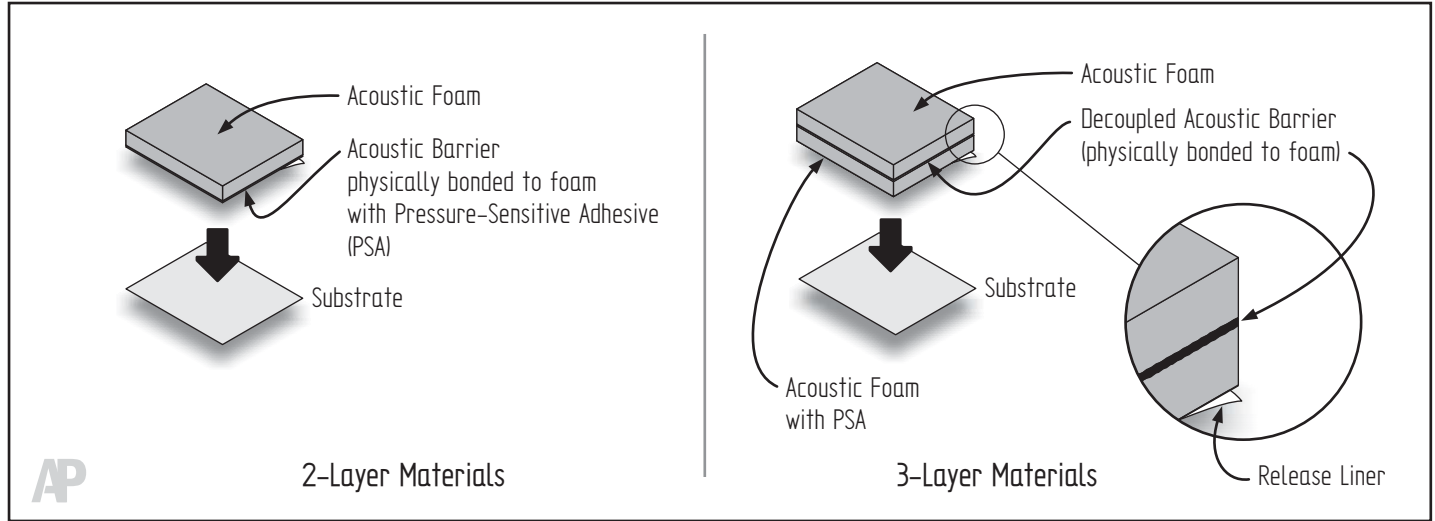 Acoustic Foam
Acoustic Barrier
physically bonded to foam
with Pressure-Sensitive Adhesive
(PSA)
Substrate
2-Layer Materials
AP
Acoustic Foam
Decoupled Acoustic Barrier
(physically bonded to foam)
Substrate
Acoustic Foam
with PSA
3-Layer Materials
Release Liner